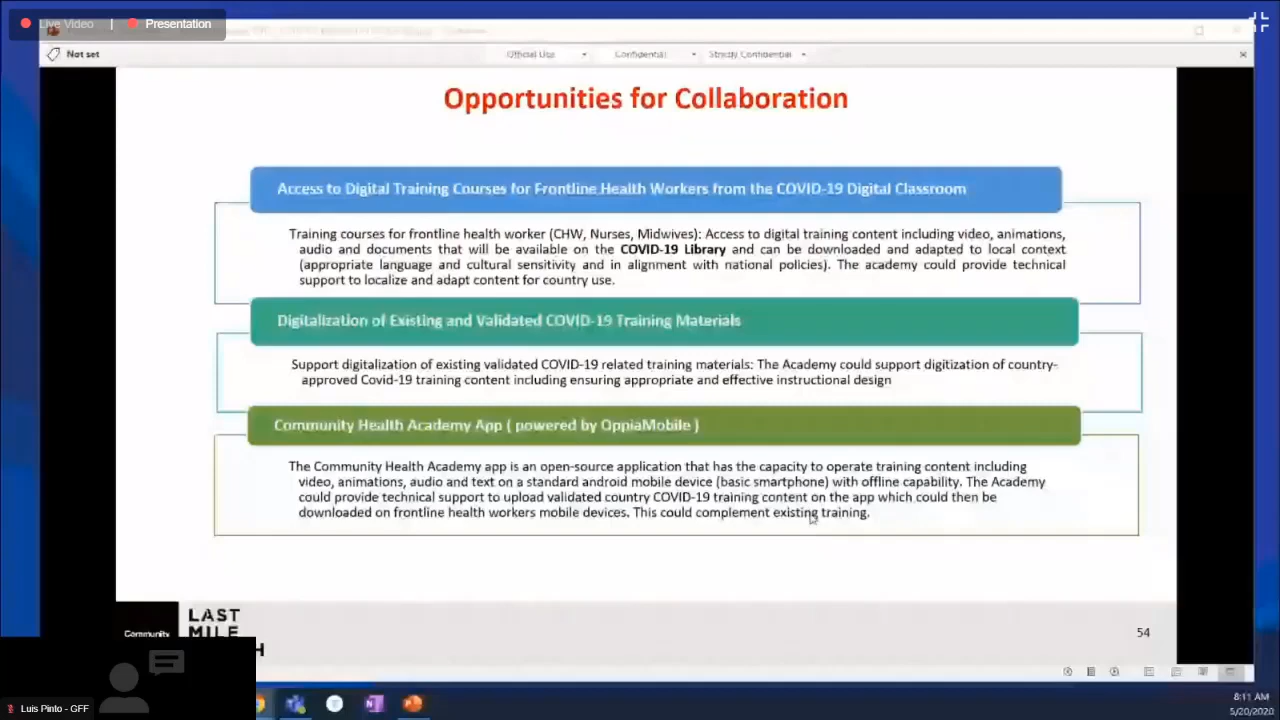 Live Video | Presentation
Not set
Official Use
Confidential
Strictly Confidential
Opportunities for Collaboration
Access to Digital Training Courses for Frontline Health Workers from the COVID-19 Digital Classroom
Training courses for frontline health worker (CHW, Nurses, Midwives): Access to digital training content including video, animations,
audio and documents that will be available on the COVID-19 Library and can be downloaded and adapted to local context
(appropriate language and cultural sensitivity and in alignment with national policies). The academy could provide technical
support to localize and adapt content for country use.
Digitalization of Existing and Validated COVID-19 Training Materials
Support digitalization of existing validated COVID-19 related training materials: The Academy could support digitization of country-
approved Covid-19 training content including ensuring appropriate and effective instructional design
Community Health Academy App ( powered by OppiaMobile )
The Community Health Academy app is an open-source application that has the capacity to operate training content including
video, animations, audio and text on a standard android mobile device (basic smartphone) with offline capability. The Academy
could provide technical support to upload validated country COVID-19 training content on the app which could then be
downloaded on frontline health workers mobile devices. This could complement existing training.
LAST
Community MILE
H
54
Luis Pinto - GFF
8:11 AM
5/20/2020